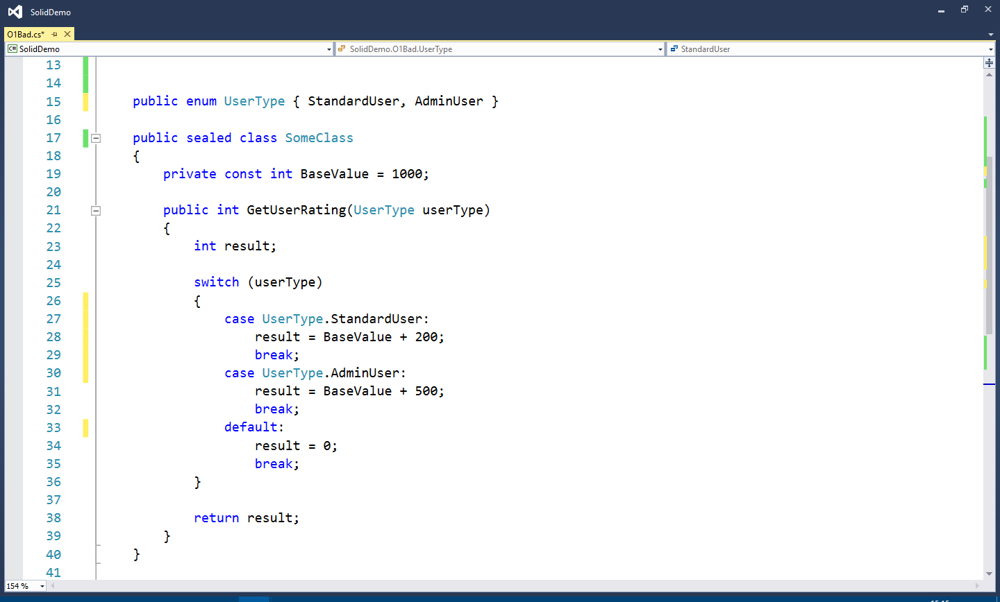 SolidDemo
O1Bad.cs*
C# SolidDemo SolidDemo.O1Bad.UserType StandardUser
13
14
15 public enum UserType { StandardUser, AdminUser }
16
17 public sealed class SomeClass
18 {
19 private const int BaseValue = 1000;
20
21 public int GetUserRating(UserType userType)
22 {
23 int result;
24
25 switch (userType)
26 {
27 case UserType.StandardUser:
28 result = BaseValue + 200;
29 break;
30 case UserType.AdminUser:
31 result = BaseValue + 500;
32 break;
33 default:
34 result = 0;
35 break;
36 }
37
38 return result;
39 }
40 }
41
154 %